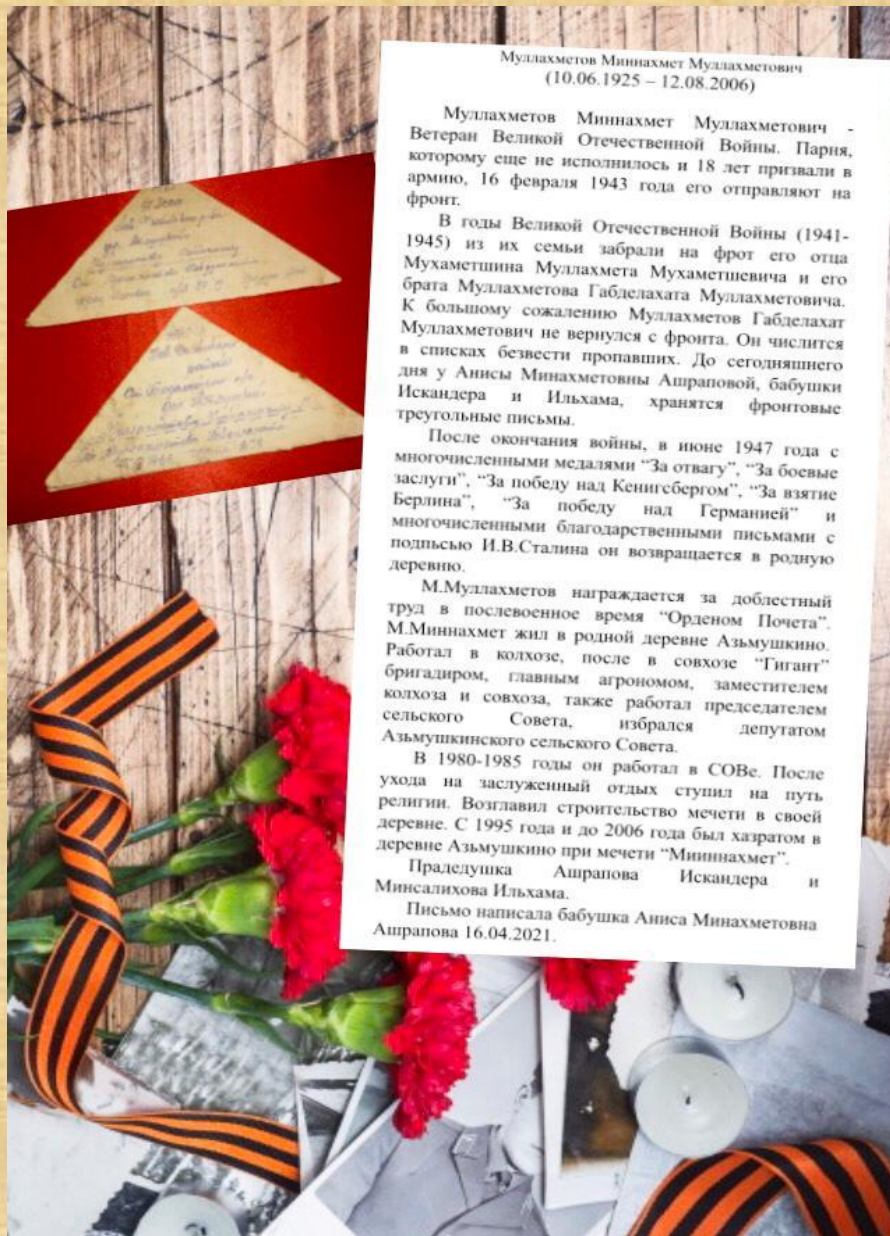 Муллахметов Миннахмет Муллахметович
(10.06.1925 – 12.08.2006)
Муллахметов Миннахмет Муллахметович -
Ветеран Великой Отечественной Войны. Парня,
которому еще не исполнилось и 18 лет призвали в
армию, 16 февраля 1943 года его отправляют на
фронт.
В годы Великой Отечественной Войны (1941-
1945) из их семьи забрали на фрот его отца
Мухаметшина Муллахмета Мухаметшевича и его
брата Муллахметова Габделахата Муллахметовича.
К большому сожалению Муллахметов Габделахат
Муллахметович не вернулся с фронта. Он числится
в списках безвести пропавших. До сегодняшнего
дня у Анисы Минахметовны Ашраповой, бабушки
Искандера и Ильхама, хранятся фронтовые
треугольные письмы.
После окончания войны, в июне 1947 года с
многочисленными медалями “За отвагу”, “За боевые
заслуги”, “За победу над Кенигсбергом”, “За взятие
Берлина”, “За победу над Германией” и
многочисленными благодарственными письмами с
подпьсью И.В.Сталина он возвращается в родную
деревню.
М.Муллахметов награждается за доблестный
труд в послевоенное время “Орденом Почета”.
М.Миннахмет жил в родной деревне Азьмушкино.
Работал в колхозе, после в совхозе “Гигант”
бригадиром, главным агрономом, заместителем
колхоза и совхоза, также работал председателем
сельского Совета, избрался депутатом
Азьмушкинского сельского Совета.
В 1980-1985 годы он работал в СОВе. После
ухода на заслуженный отдых ступил на путь
религии. Возглавил строительство мечети в своей
деревне. С 1995 года и до 2006 года был хазратом в
деревне Азьмушкино при мечети “Мииннахмет”.
Прадедушка Ашрапова Искандера и
Минсалихова Ильхама.
Письмо написала бабушка Аниса Минахметовна
Ашрапова 16.04.2021.